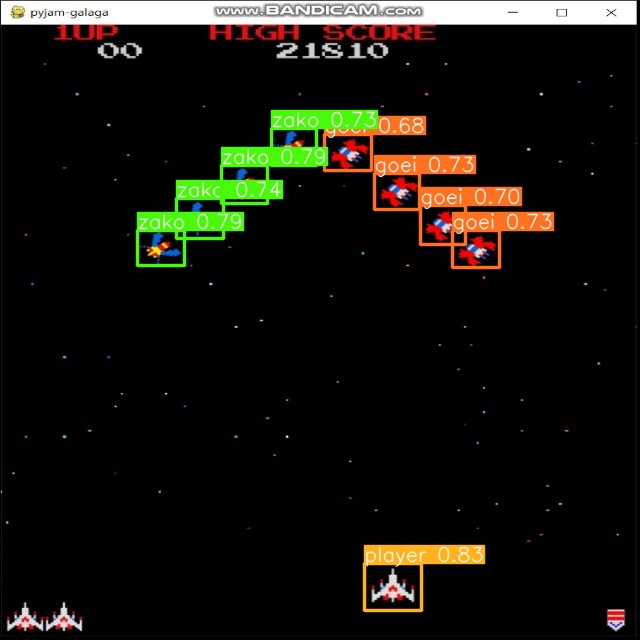 pyjam-galaga
www.BANDICAM.com
1UP HIGH SCORE
00 21810
zako 0.73
goei 0.68
zako 0.79
goei 0.73
zako 0.74
goei 0.70
zako 0.79
goei 0.73
player 0.83